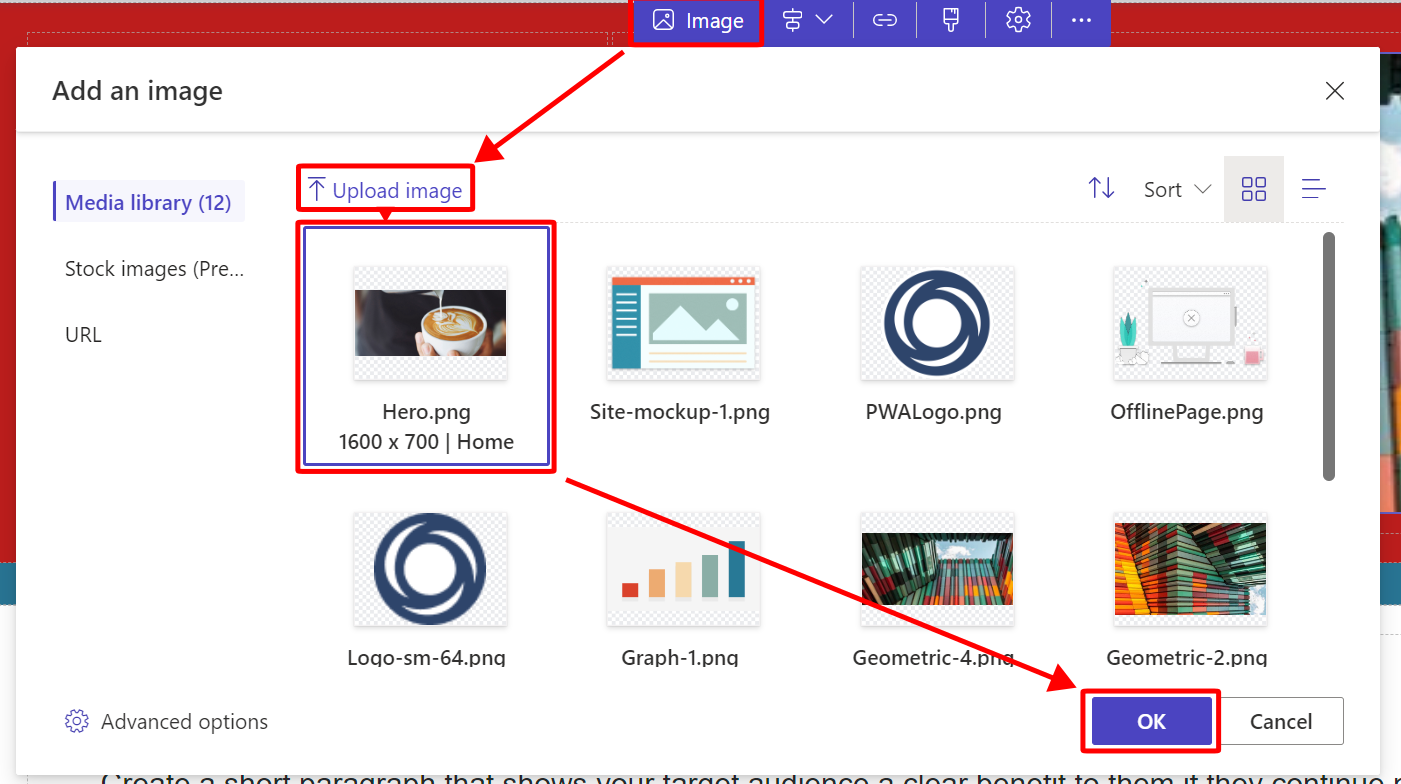 Image
Add an image
Upload image
Sort
Media library (12)
Stock images (Pre...
URL
Hero.png
1600 x 700 | Home
Site-mockup-1.png
PWALogo.png
OfflinePage.png
Logo-sm-64.png
Graph-1.png
Geometric-4.png
Geometric-2.png
Advanced options
OK
Cancel
Create a short paragraph that shows your target audience a clear benefit to them if they continue